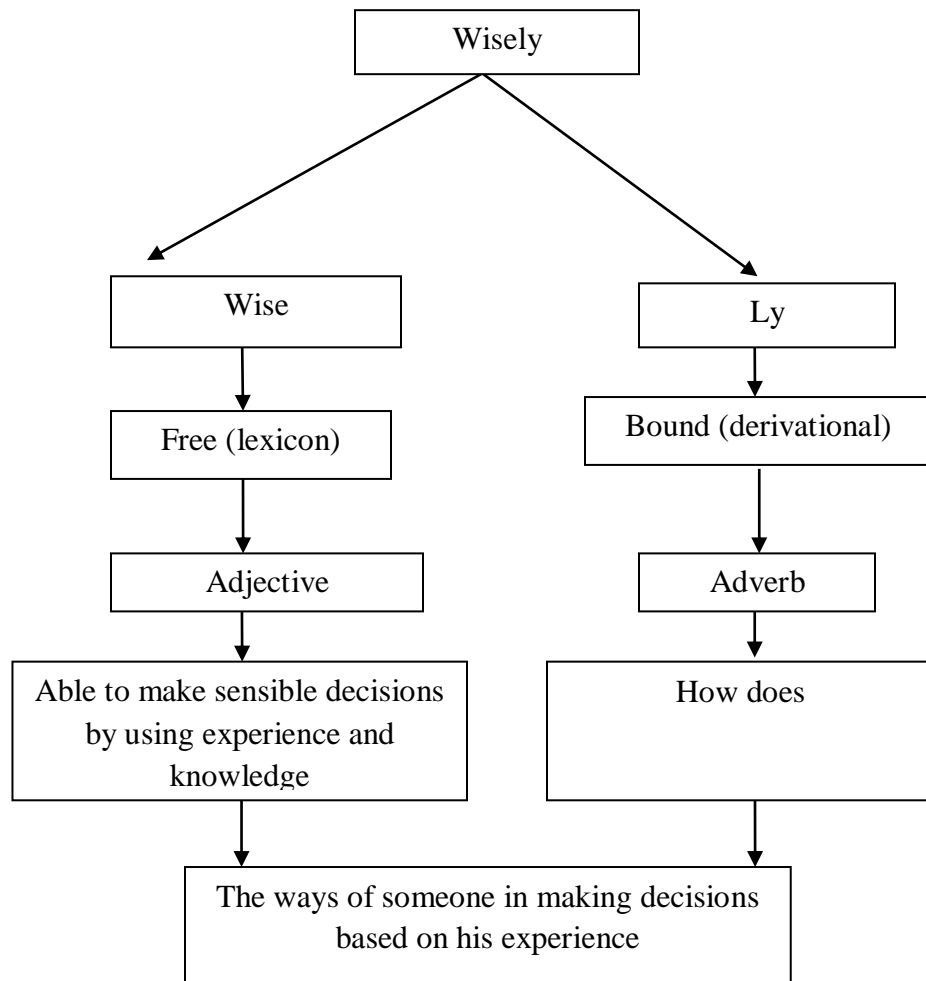 Wisely
Wise
Ly
Free (lexicon)
Bound (derivational)
Adjective
Adverb
Able to make sensible decisions
by using experience and
knowledge
How does
The ways of someone in making decisions
based on his experience